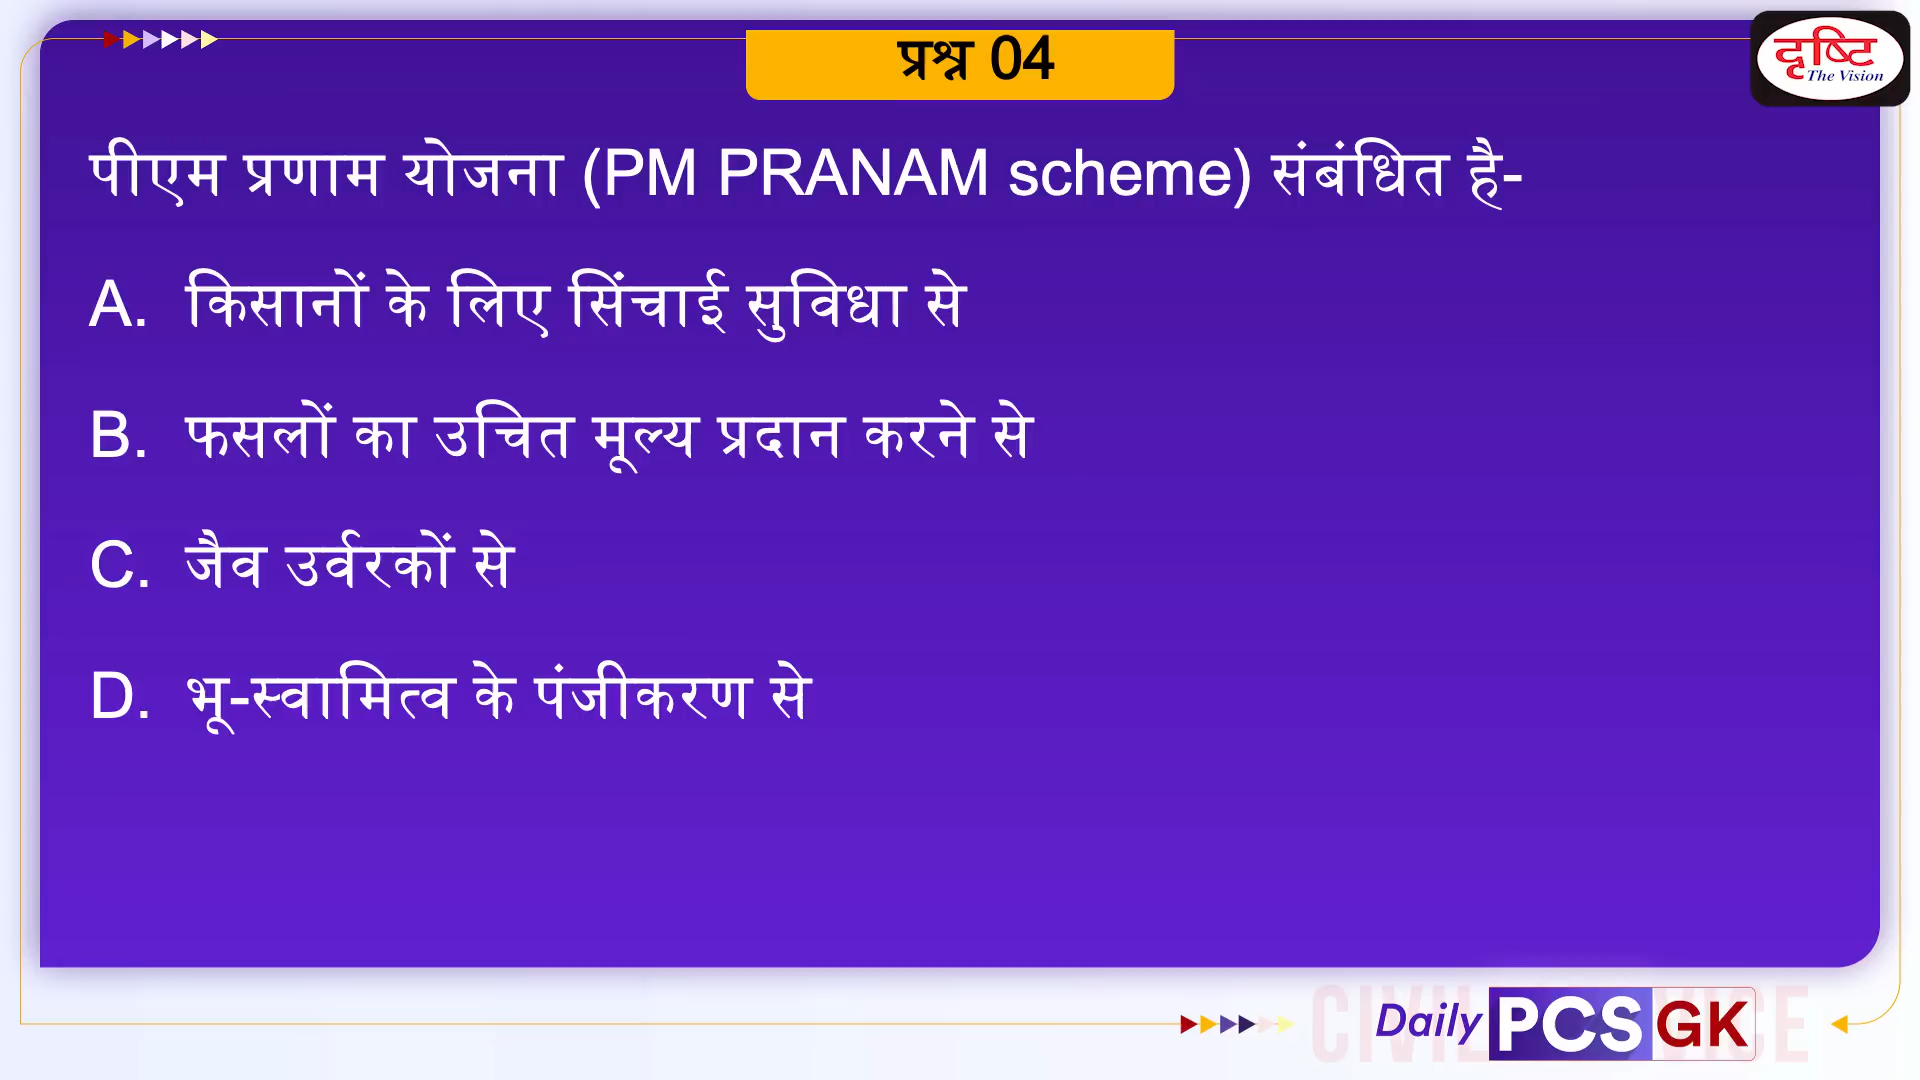 प्रश्न 04
दृष्टि
The Vision
पीएम प्रणाम योजना (PM PRANAM scheme) संबंधित है-
A. किसानों के लिए सिंचाई सुविधा से
B. फसलों का उचित मूल्य प्रदान करने से
C. जैव उर्वरकों से
D. भू-स्वामित्व के पंजीकरण से
Daily PCS GK